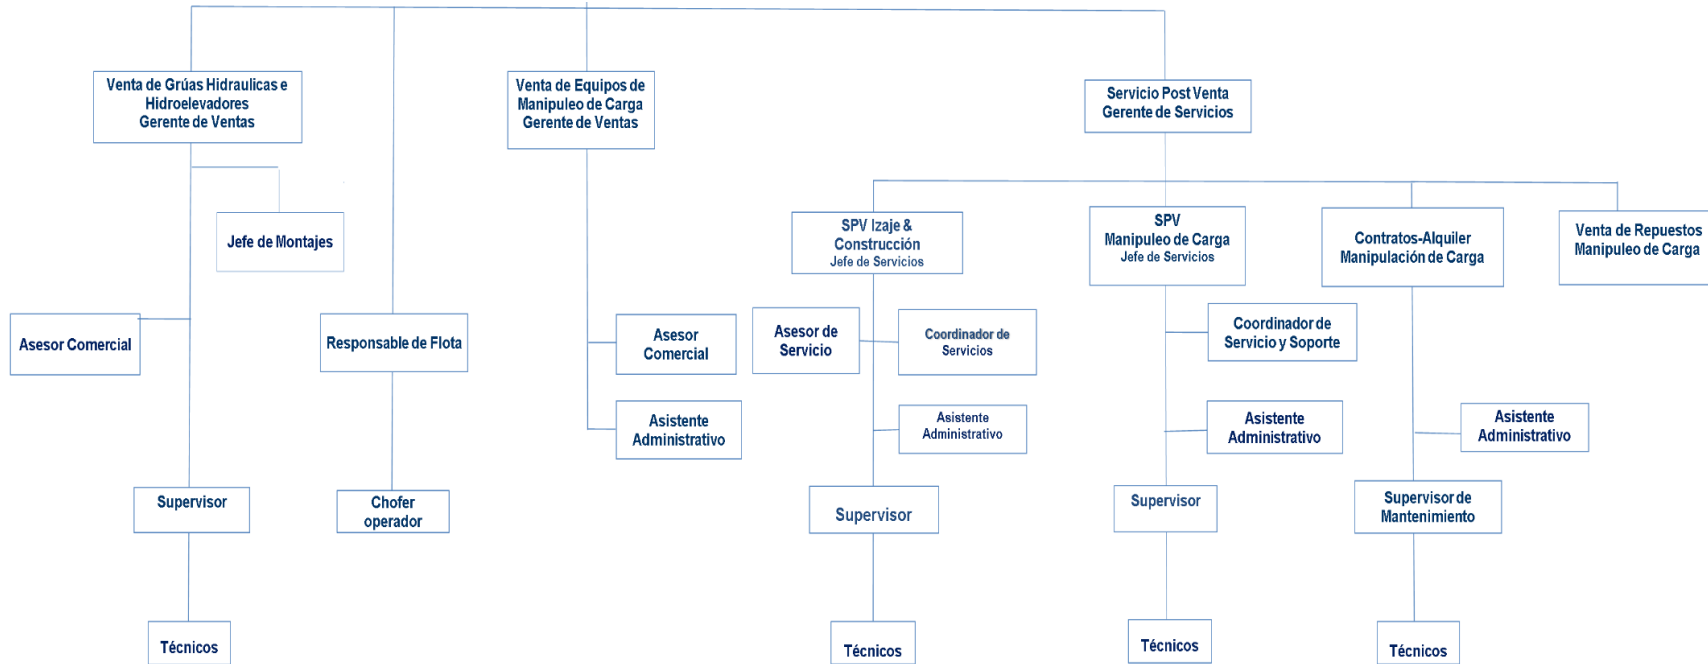 Venta de Grúas Hidraulicas e
Hidroelevadores
Gerente de Ventas
Venta de Equipos de
Manipuleo de Carga
Gerente de Ventas
Servicio Post Venta
Gerente de Servicios
Jefe de Montajes
SPV Izaje &
Construcción
Jefe de Servicios
SPV
Manipuleo de Carga
Jefe de Servicios
Contratos-Alquiler
Manipulación de Carga
Venta de Repuestos
Manipuleo de Carga
Asesor Comercial
Responsable de Flota
Asesor
Comercial
Asesor de
Servicio
Coordinador de
Servicios
Coordinador de
Servicio y Soporte
Asistente
Administrativo
Asistente
Administrativo
Asistente
Administrativo
Asistente
Administrativo
Supervisor
Chofer
operador
Supervisor
Supervisor
Supervisor de
Mantenimiento
Técnicos
Técnicos
Técnicos
Técnicos